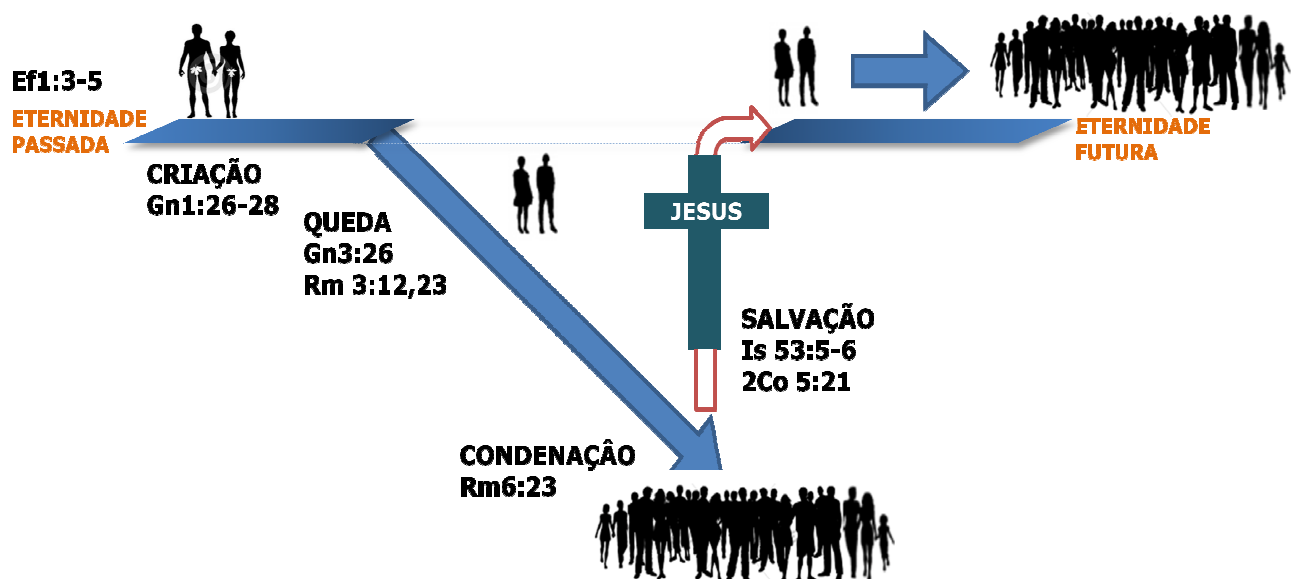 Ef1:3-5
ETERNIDADE
PASSADA
CRIAÇÃO
Gn1:26-28
QUEDA
Gn3:26
Rm 3:12,23
CONDENAÇÂO
Rm6:23
JESUS
SALVAÇÃO
Is 53:5-6
2Co 5:21
ETERNIDADE
FUTURA